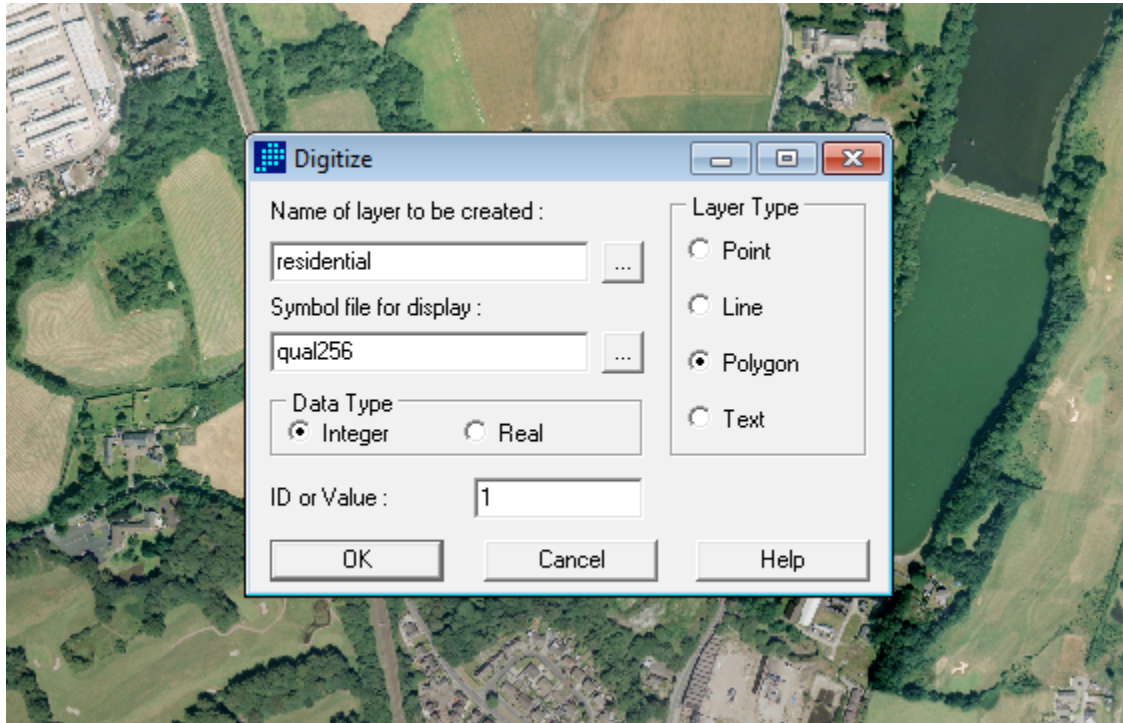 Digitize
Name of layer to be created :
residential
...
Symbol file for display :
qual256
...
Data Type
Integer
Real
ID or Value :
1
Layer Type
Point
Line
Polygon
Text
OK
Cancel
Help